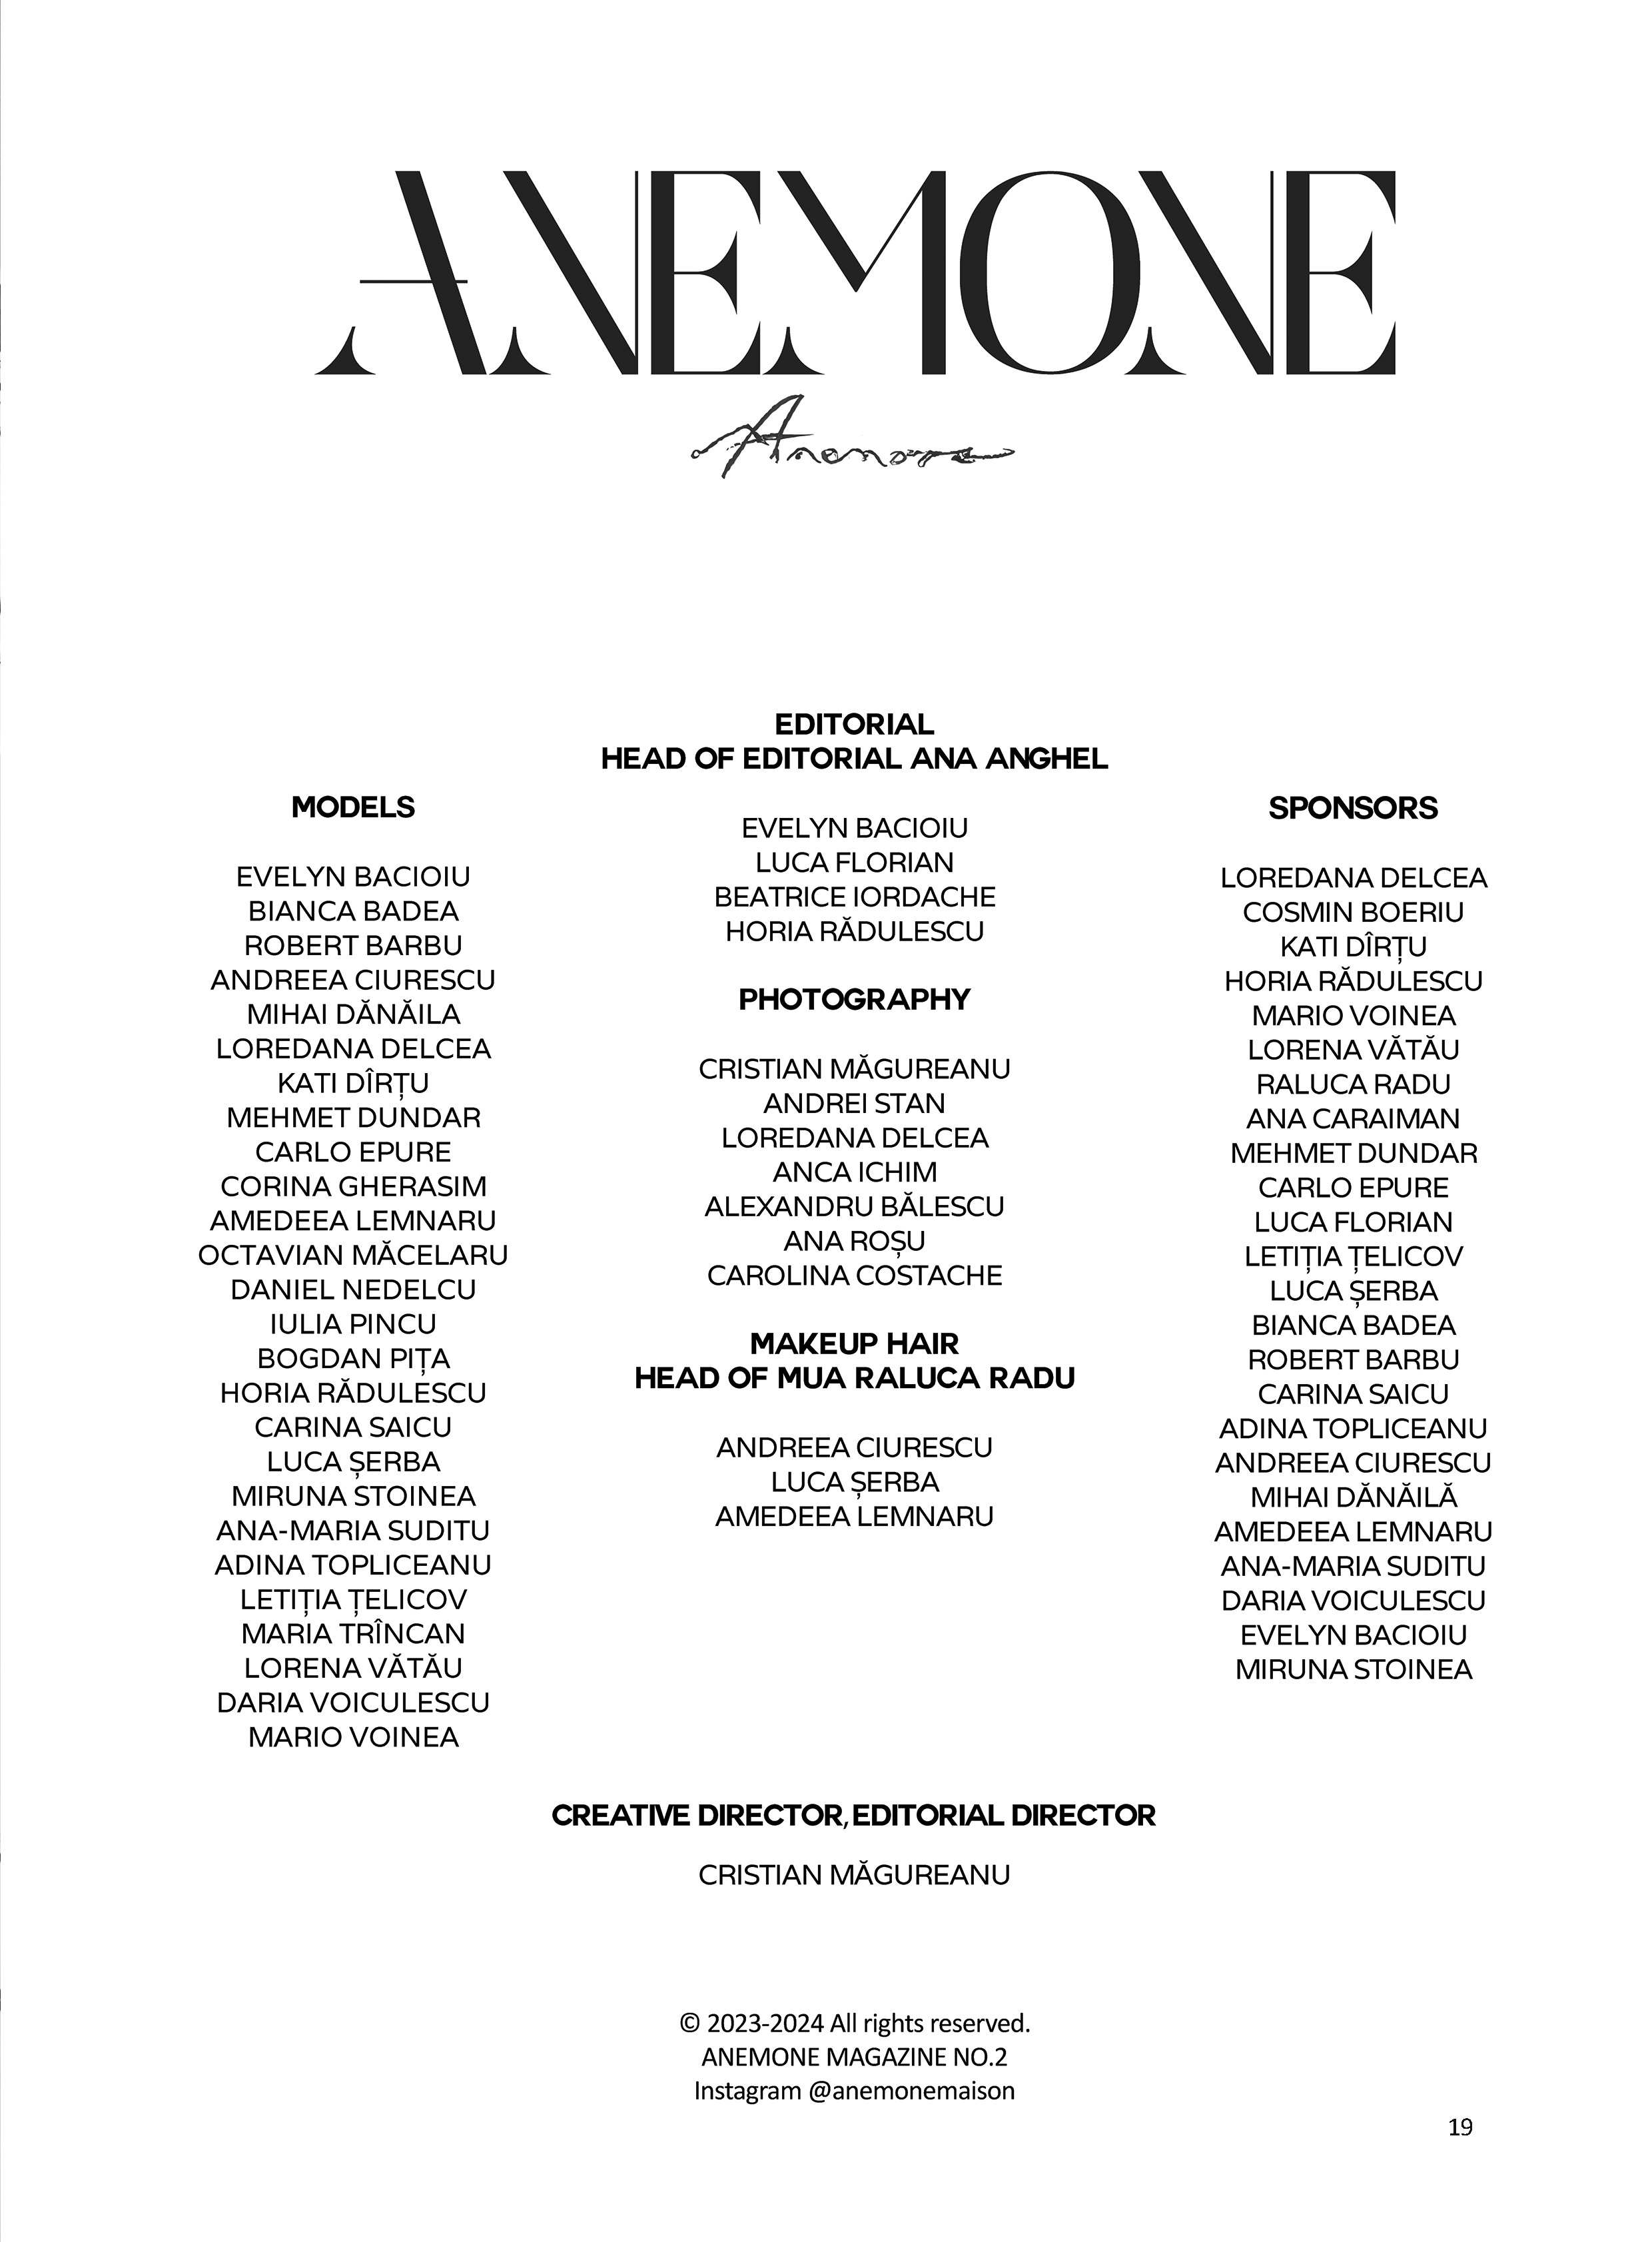 ANEMONE
Anemone
MODELS
EVELYN BACIOIU
BIANCA BADEA
ROBERT BARBU
ANDREEA CIURESCU
MIHAI DĂNĂILA
LOREDANA DELCEA
KATI DÎRȚU
MEHMET DUNDAR
CARLO EPURE
CORINA GHERASIM
AMEDEEA LEMNARU
OCTAVIAN MĂCELARU
DANIEL NEDELCU
IULIA PINCU
BOGDAN PIȚA
HORIA RĂDULESCU
CARINA SAICU
LUCA ȘERBA
MIRUNA STOINEA
ANA-MARIA SUDITU
ADINA TOPLICEANU
LETIȚIA ȚELICOV
MARIA TRÎNCAN
LORENA VĂTĂU
DARIA VOICULESCU
MARIO VOINEA
EDITORIAL
HEAD OF EDITORIAL ANA ANGHEL
EVELYN BACIOIU
LUCA FLORIAN
BEATRICE IORDACHE
HORIA RĂDULESCU
PHOTOGRAPHY
CRISTIAN MĂGUREANU
ANDREI STAN
LOREDANA DELCEA
ANCA ICHIM
ALEXANDRU BĂLESCU
ANA ROȘU
CAROLINA COSTACHE
MAKEUP HAIR
HEAD OF MUA RALUCA RADU
ANDREEA CIURESCU
LUCA ȘERBA
AMEDEEA LEMNARU
SPONSORS
LOREDANA DELCEA
COSMIN BOERIU
KATI DÎRȚU
HORIA RĂDULESCU
MARIO VOINEA
LORENA VĂTĂU
RALUCA RADU
ANA CARAIMAN
MEHMET DUNDAR
CARLO EPURE
LUCA FLORIAN
LETIȚIA ȚELICOV
LUCA ȘERBA
BIANCA BADEA
ROBERT BARBU
CARINA SAICU
ADINA TOPLICEANU
ANDREEA CIURESCU
MIHAI DĂNĂILĂ
AMEDEEA LEMNARU
ANA-MARIA SUDITU
DARIA VOICULESCU
EVELYN BACIOIU
MIRUNA STOINEA
CREATIVE DIRECTOR, EDITORIAL DIRECTOR
CRISTIAN MĂGUREANU
© 2023-2024 All rights reserved.
ANEMONE MAGAZINE NO.2
Instagram @anemonemaison
19